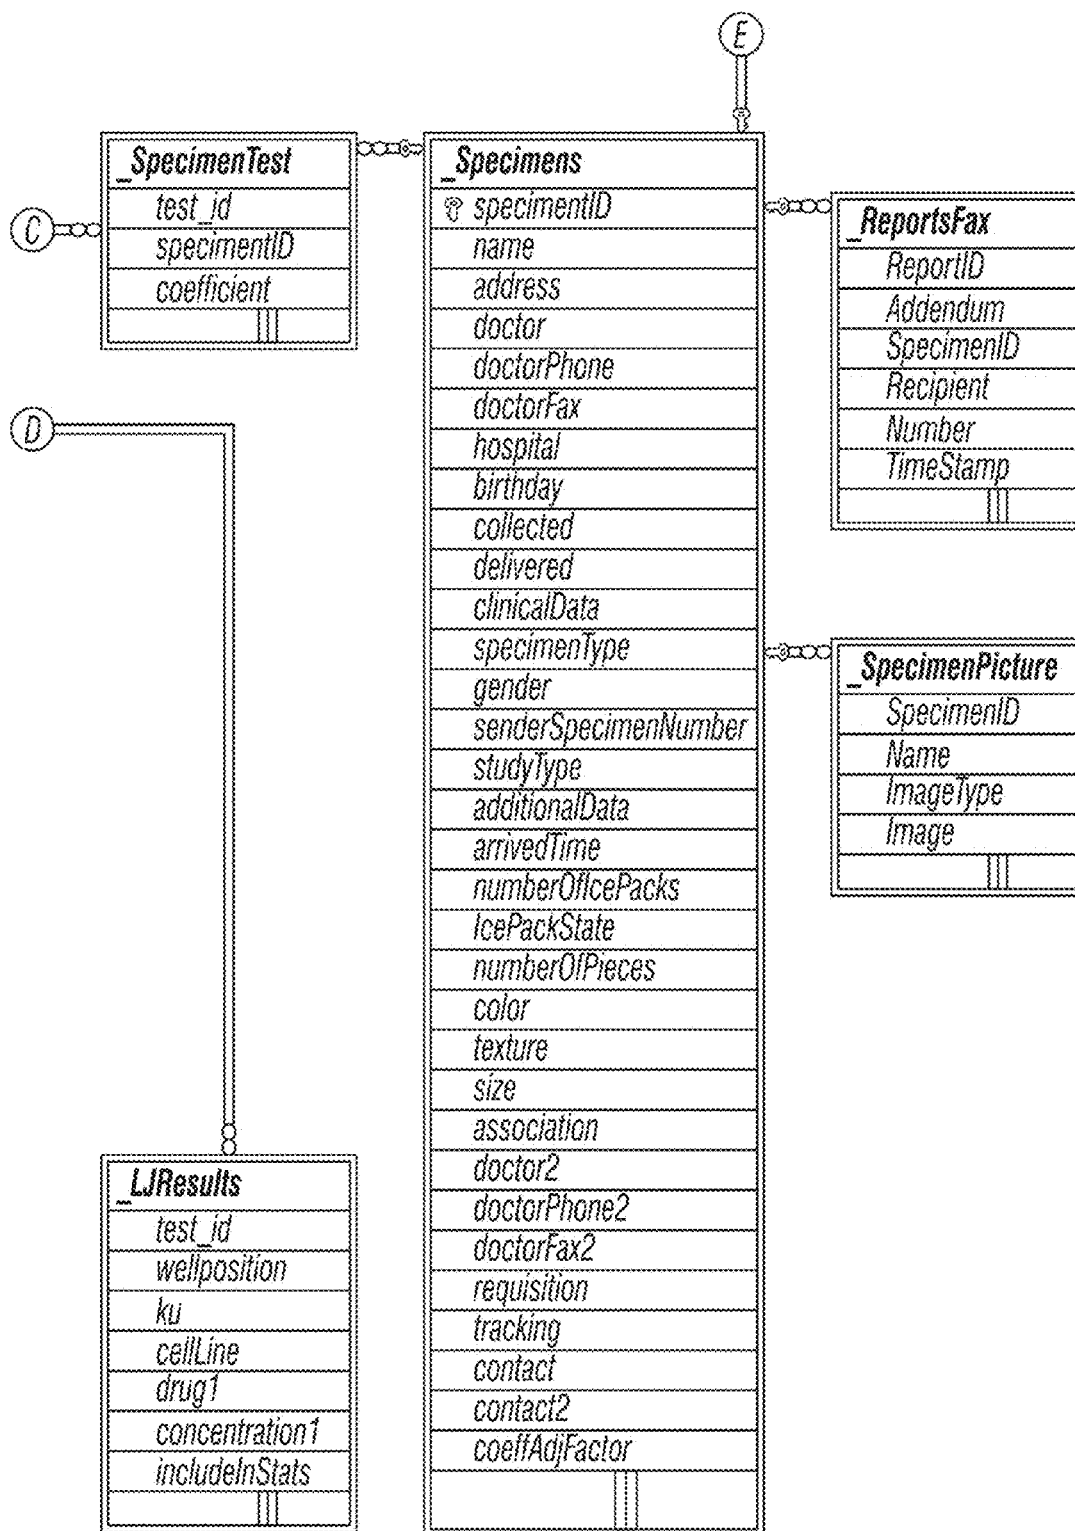 E
_SpecimenTest
test_id
specimentID
coefficient
C
D
_Specimens
specimentID
name
address
doctor
doctorPhone
doctorFax
hospital
birthday
collected
delivered
clinicalData
specimenType
gender
senderSpecimenNumber
studyType
additionalData
arrivedTime
numberOfIcePacks
IcePackState
numberOfPieces
color
texture
size
association
doctor2
doctorPhone2
doctorFax2
requisition
tracking
contact
contact2
coeffAdjFactor
_ReportsFax
ReportID
Addendum
SpecimenID
Recipient
Number
TimeStamp
_SpecimenPicture
SpecimenID
Name
ImageType
Image
_LJResults
test_id
wellposition
ku
cellLine
drug1
concentration1
includeInStats